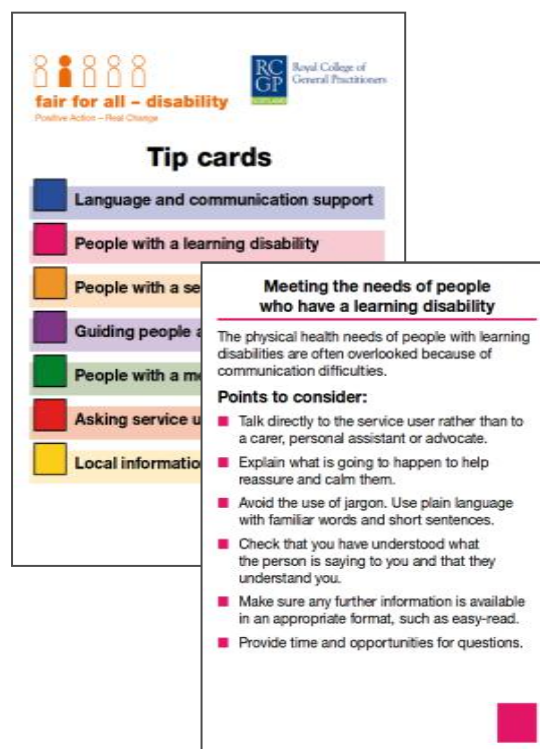 fair for all – disability
Positive Action – Real Change
RC
GP
SCOTLAND
Royal College of
General Practitioners
Tip cards
Language and communication support
People with a learning disability
People with a se
Guiding people a
People with a m
Asking service u
Local informatio
Meeting the needs of people
who have a learning disability
The physical health needs of people with learning
disabilities are often overlooked because of
communication difficulties.
Points to consider:
Talk directly to the service user rather than to
a carer, personal assistant or advocate.
Explain what is going to happen to help
reassure and calm them.
Avoid the use of jargon. Use plain language
with familiar words and short sentences.
Check that you have understood what
the person is saying to you and that they
understand you.
Make sure any further information is available
in an appropriate format, such as easy-read.
Provide time and opportunities for questions.